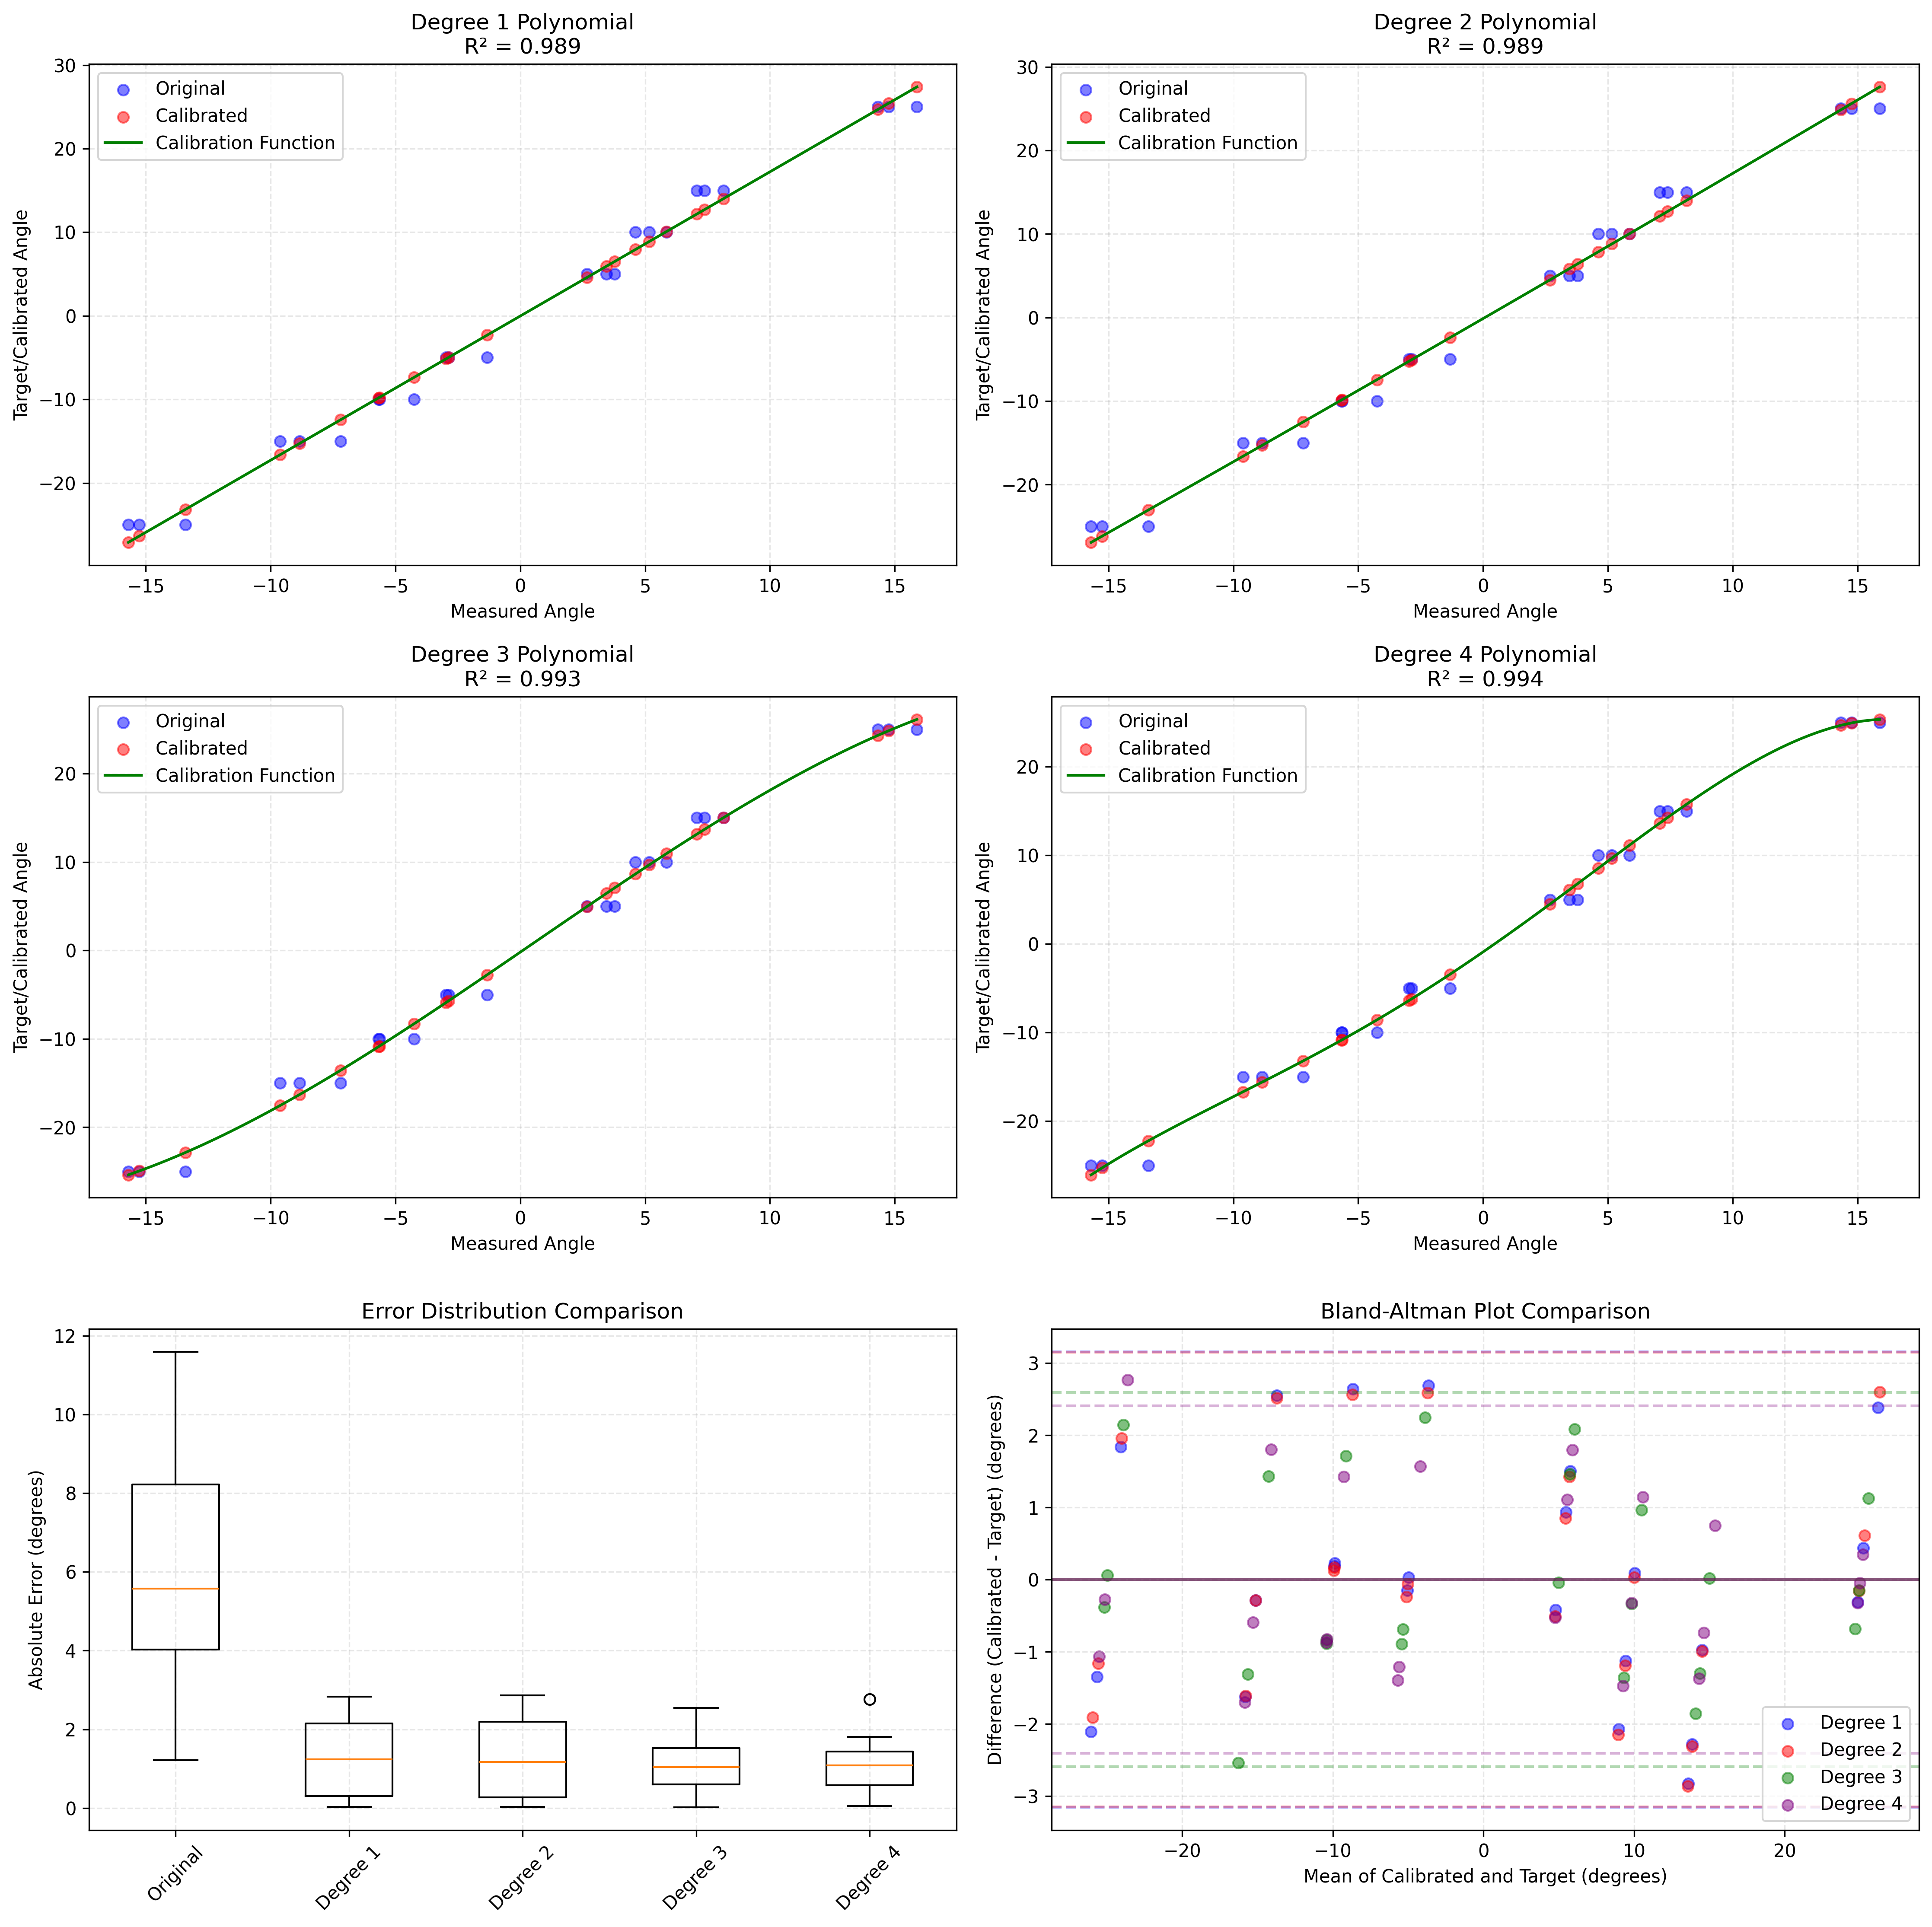 Degree 1 Polynomial
R² = 0.989
Original
Calibrated
Calibration Function
Target/Calibrated Angle
30
20
10
0
−10
−20
−15
−10
−5
0
5
10
15
Measured Angle
Degree 2 Polynomial
R² = 0.989
Original
Calibrated
Calibration Function
Target/Calibrated Angle
30
20
10
0
−10
−20
−15
−10
−5
0
5
10
15
Measured Angle
Degree 3 Polynomial
R² = 0.993
Original
Calibrated
Calibration Function
Target/Calibrated Angle
20
10
0
−10
−20
−15
−10
−5
0
5
10
15
Measured Angle
Degree 4 Polynomial
R² = 0.994
Original
Calibrated
Calibration Function
Target/Calibrated Angle
20
10
0
−10
−20
−15
−10
−5
0
5
10
15
Measured Angle
Error Distribution Comparison
Absolute Error (degrees)
12
10
8
6
4
2
0
Original
Degree 1
Degree 2
Degree 3
Degree 4
Bland-Altman Plot Comparison
Difference (Calibrated - Target) (degrees)
3
2
1
0
−1
−2
−3
Degree 1
Degree 2
Degree 3
Degree 4
−20
−10
0
10
20
Mean of Calibrated and Target (degrees)